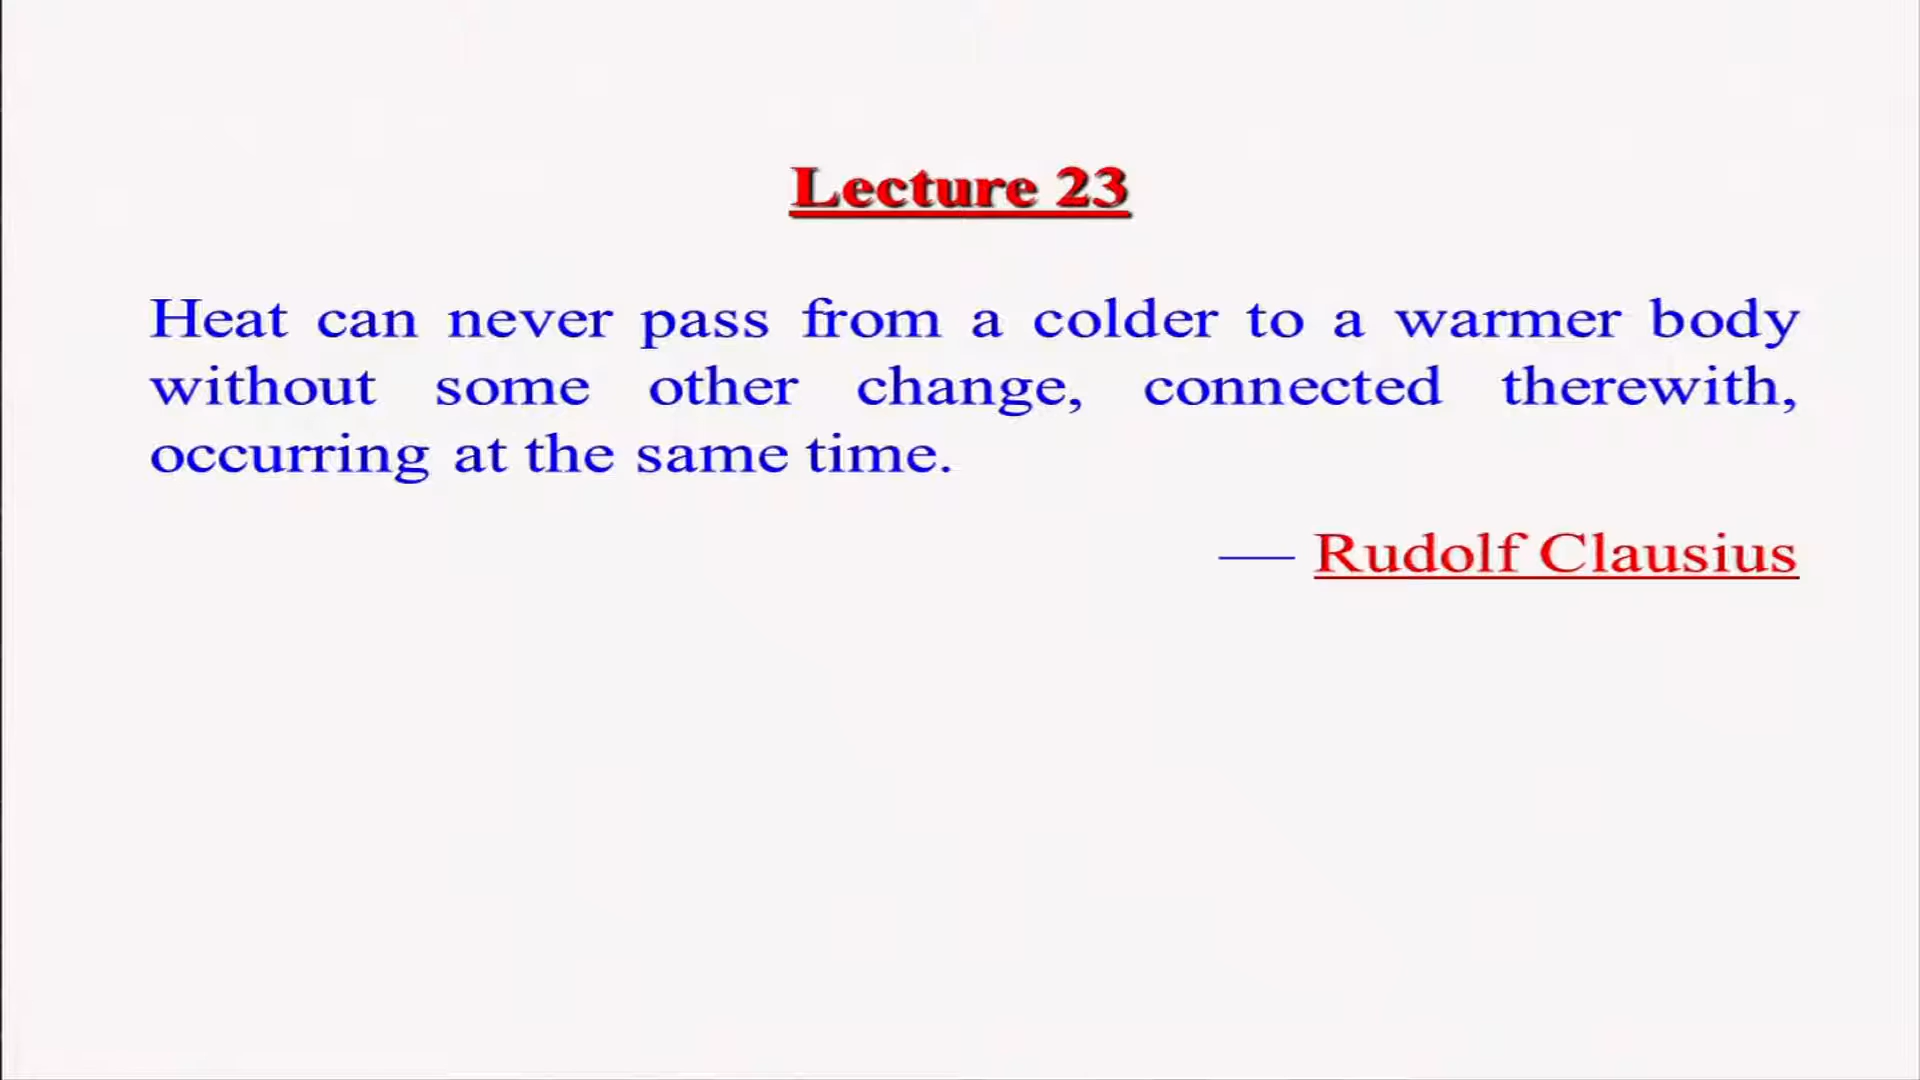 Lecture 23
Heat can never pass from a colder to a warmer body
without some other change, connected therewith,
occurring at the same time.
— Rudolf Clausius